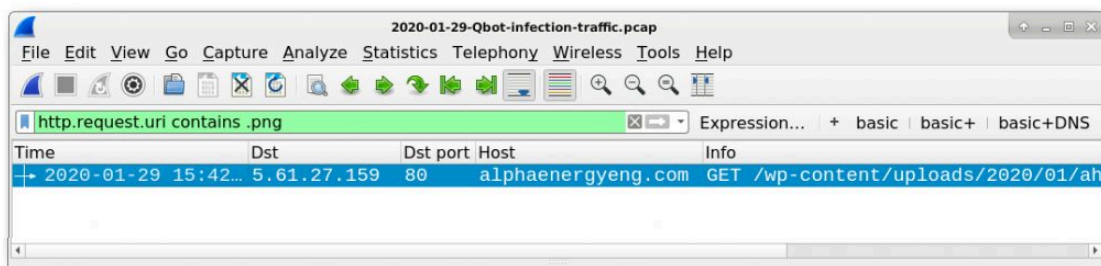 2020-01-29-Qbot-infection-traffic.pcap
File Edit View Go Capture Analyze Statistics Telephony Wireless Tools Help
http.request.uri contains .png Expression... + basic basic+ basic+DNS
Time Dst Dst port Host Info
2020-01-29 15:42… 5.61.27.159 80 alphaenergyeng.com GET /wp-content/uploads/2020/01/ah